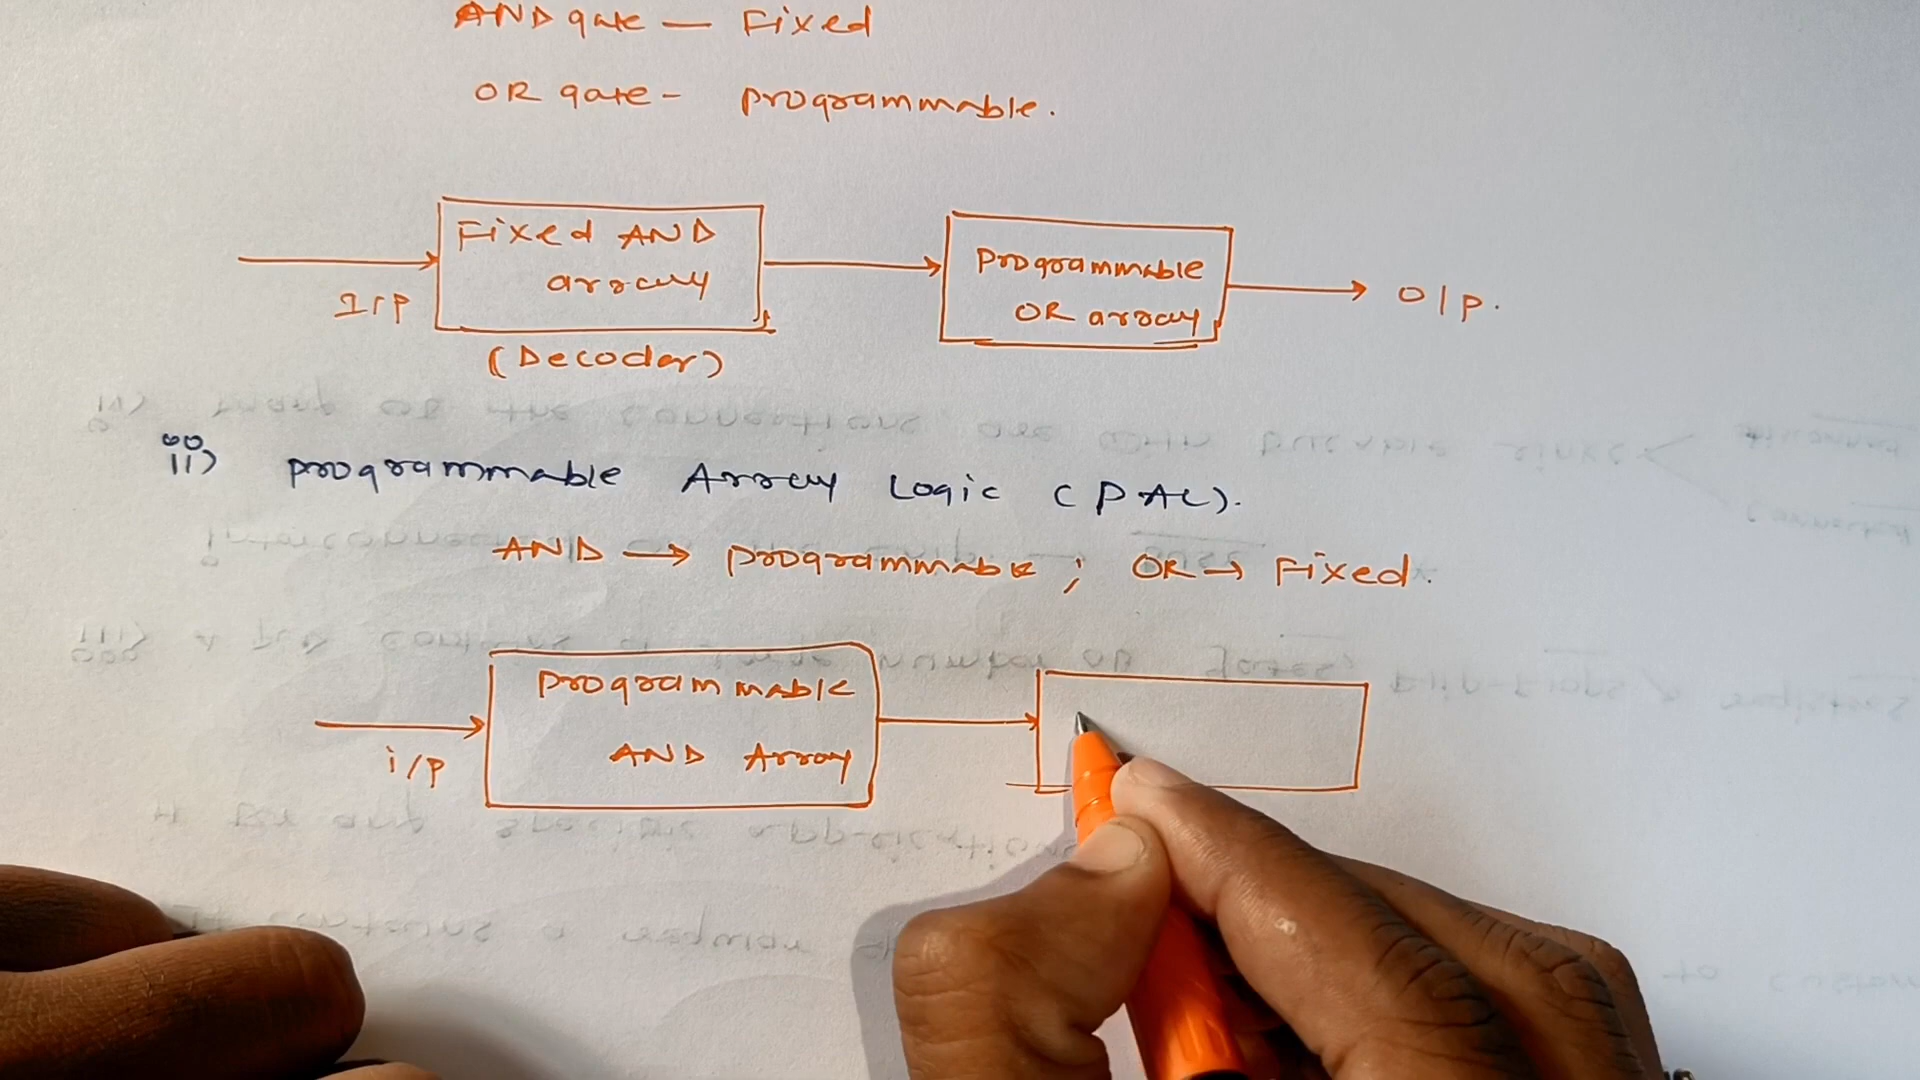 AND gate — Fixed
OR gate - programmable.
Fixed AND
array
I/p
(Decoder)
Programmable
OR array
O/p.
ii) programmable Array Logic (PAL).
AND → programmable ; OR → Fixed.
i/p
programmable
AND Array